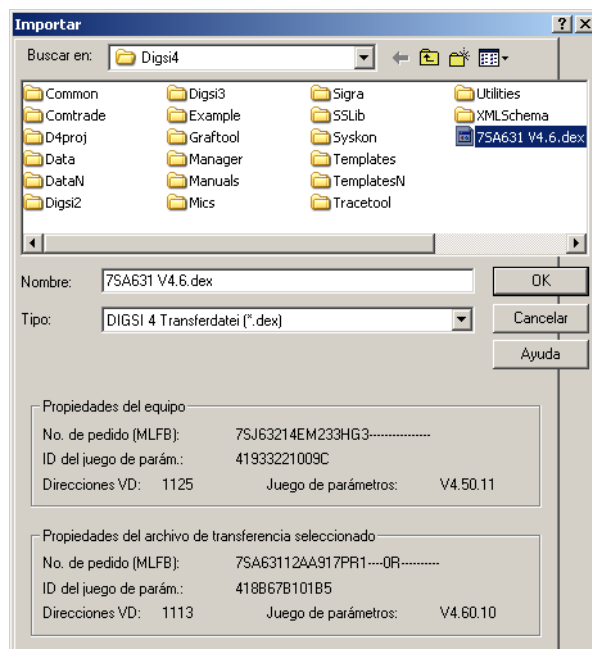 Importar
Buscar en: Digsi4
Common Digsi3 Sigra Utilities
Comtrade Example SSLib XMLSchema
D4proj Graftool Syskon 7SA631 V4.6.dex
Data Manager Templates
DataN Manuals TemplatesN
Digsi2 Mics Tracetool
Nombre: 7SA631 V4.6.dex OK
Tipo: DIGSI 4 Transferdatei (*.dex) Cancelar
Ayuda
Propiedades del equipo
No. de pedido (MLFB): 7SJ63214EM233HG3---------------
ID del juego de parám.: 41933221009C
Direcciones VD: 1125 Juego de parámetros: V4.50.11
Propiedades del archivo de transferencia seleccionado
No. de pedido (MLFB): 7SA63112AA917PR1----0R----------
ID del juego de parám.: 418B67B101B5
Direcciones VD: 1113 Juego de parámetros: V4.60.10